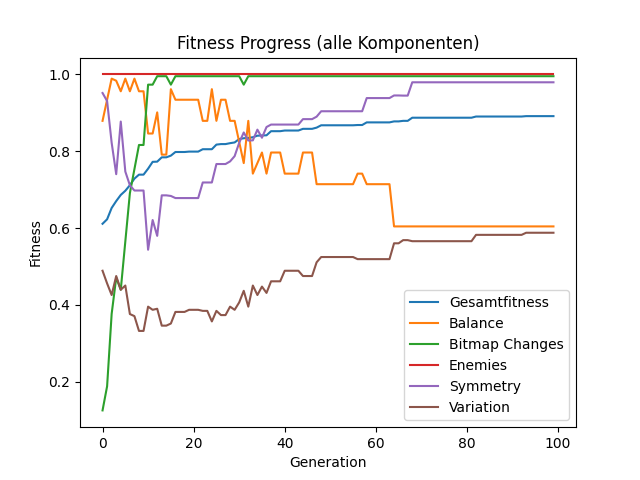 Fitness Progress (alle Komponenten)
Fitness
1.0
0.8
0.6
0.4
0.2
Gesamtfitness
Balance
Bitmap Changes
Enemies
Symmetry
Variation
0 20 40 60 80 100
Generation